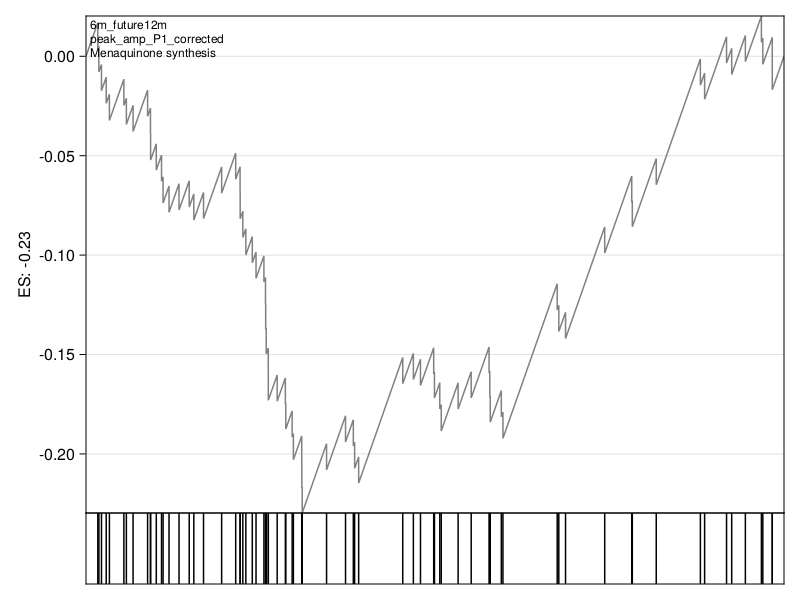 6m_future12m
peak_amp_P1_corrected
Menaquinone synthesis
0.00
-0.05
-0.10
-0.15
-0.20
ES: -0.23